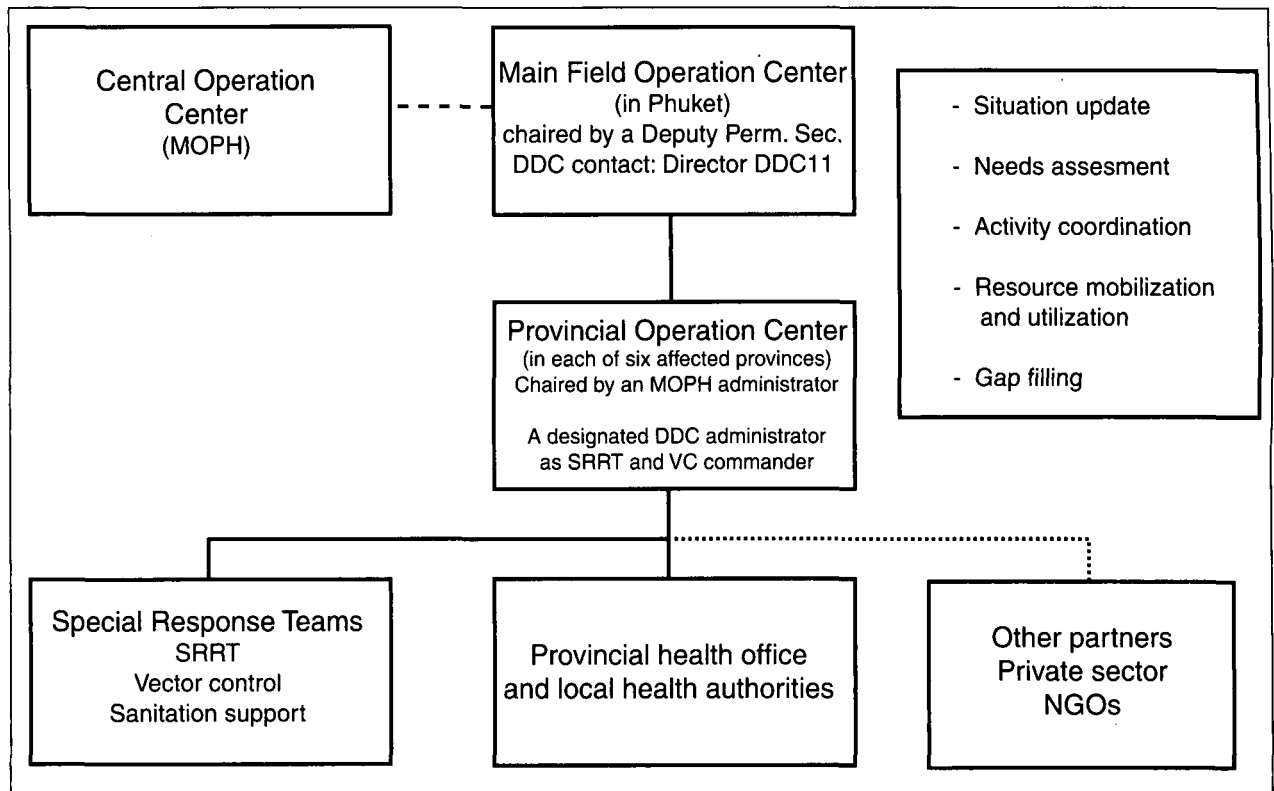 Central Operation
Center
(MOPH)
Main Field Operation Center
(in Phuket)
chaired by a Deputy Perm. Sec.
DDC contact: Director DDC11
- Situation update
- Needs assesment
- Activity coordination
- Resource mobilization
and utilization
- Gap filling
Provincial Operation Center
(in each of six affected provinces)
Chaired by an MOPH administrator
A designated DDC administrator
as SRRT and VC commander
Special Response Teams
SRRT
Vector control
Sanitation support
Provincial health office
and local health authorities
Other partners
Private sector
NGOs